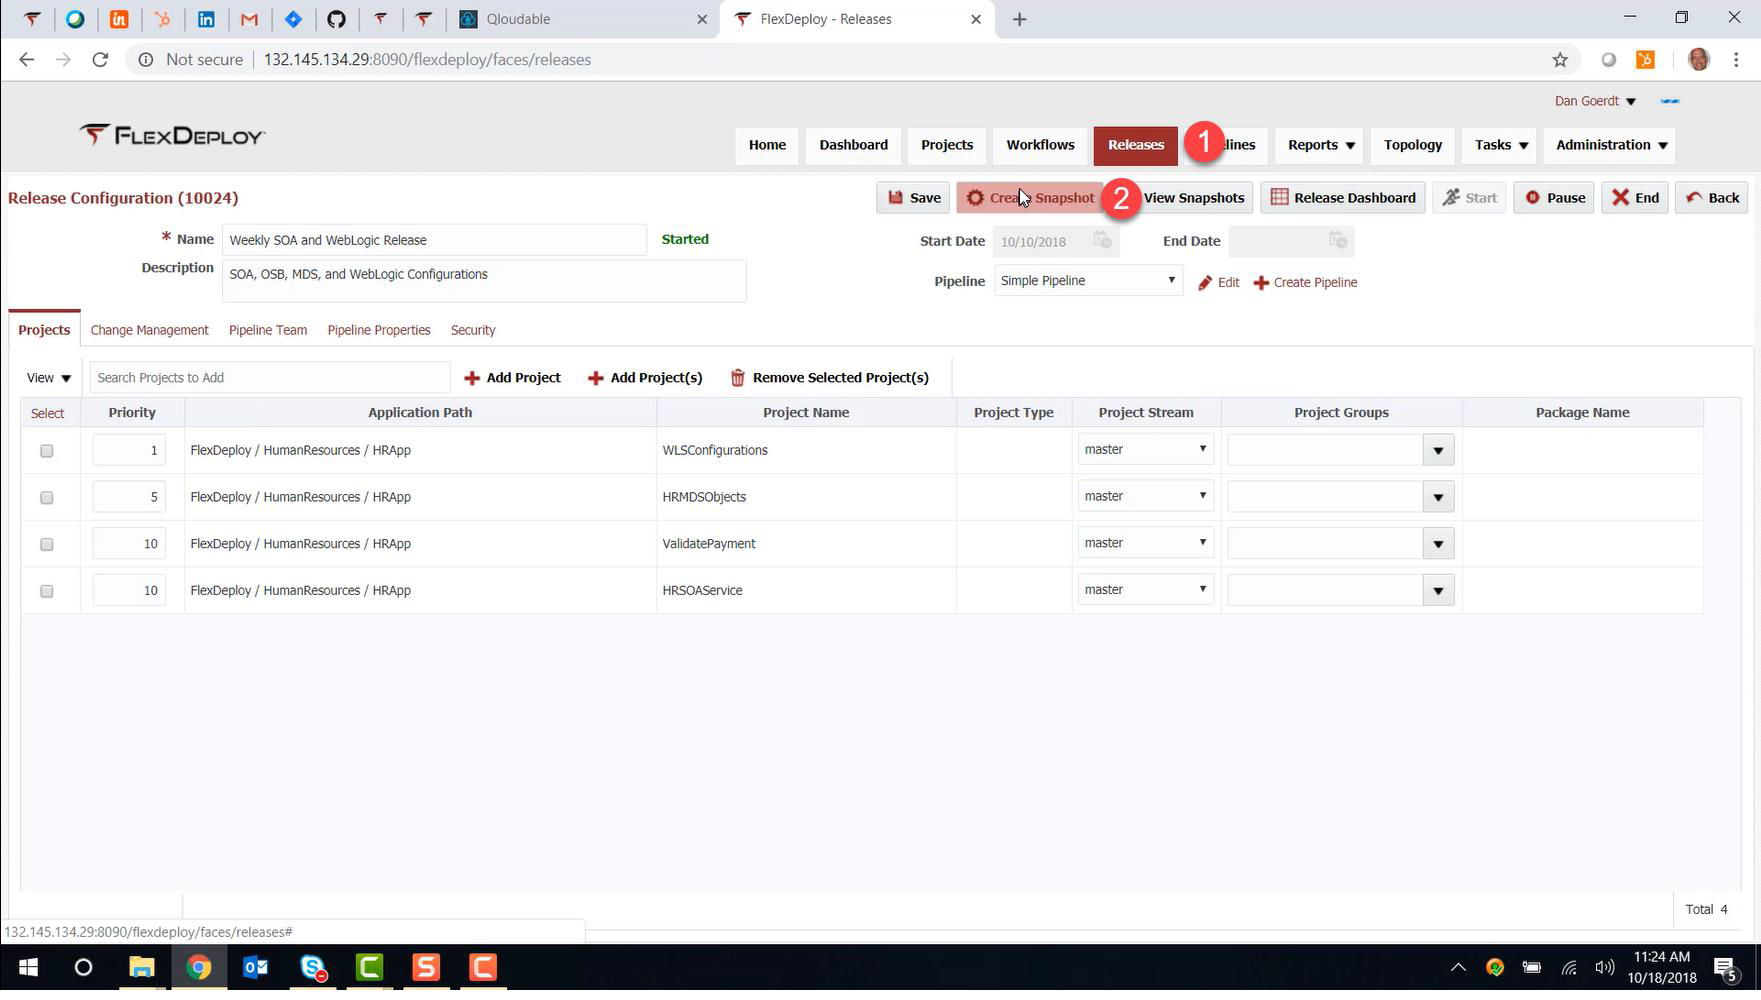 Qloudable
FlexDeploy - Releases
Not secure 132.145.134.29:8090/flexdeploy/faces/releases
Dan Goerdt
FLEXDEPLOY
Home Dashboard Projects Workflows Releases 1 lines Reports Topology Tasks Administration
Release Configuration (10024)
Save Create Snapshot 2 View Snapshots Release Dashboard Start Pause End Back
* Name Weekly SOA and WebLogic Release Started Start Date 10/10/2018 End Date
Description SOA, OSB, MDS, and WebLogic Configurations Pipeline Simple Pipeline Edit Create Pipeline
Projects Change Management Pipeline Team Pipeline Properties Security
View Search Projects to Add Add Project Add Project(s) Remove Selected Project(s)
Select Priority Application Path Project Name Project Type Project Stream Project Groups Package Name
1 FlexDeploy / HumanResources / HRApp WLSConfigurations master
5 FlexDeploy / HumanResources / HRApp HRMDSObjects master
10 FlexDeploy / HumanResources / HRApp ValidatePayment master
10 FlexDeploy / HumanResources / HRApp HRSOAService master
Total 4
132.145.134.29:8090/flexdeploy/faces/releases#
11:24 AM
10/18/2018
5